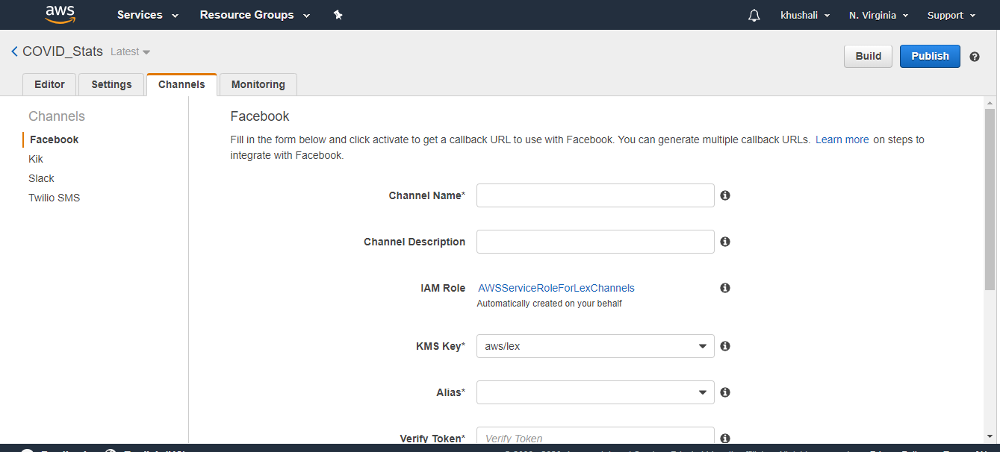 aws Services Resource Groups khushali N. Virginia Support
COVID_Stats Latest Build Publish
Editor Settings Channels Monitoring
Channels
Facebook
Kik
Slack
Twilio SMS
Facebook
Fill in the form below and click activate to get a callback URL to use with Facebook. You can generate multiple callback URLs. Learn more on steps to
integrate with Facebook.
Channel Name*
Channel Description
IAM Role AWSServiceRoleForLexChannels
Automatically created on your behalf
KMS Key* aws/lex
Alias*
Verify Token* Verify Token